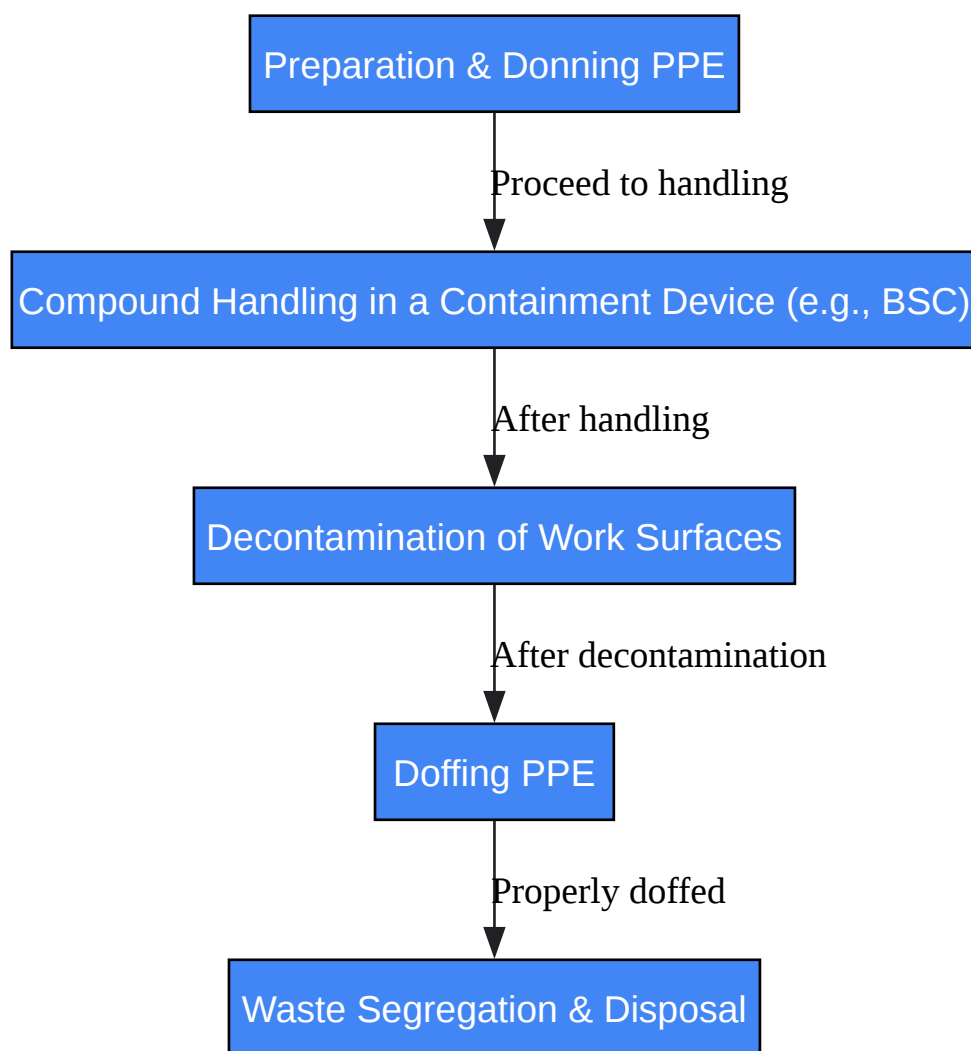 Preparation & Donning PPE
Proceed to handling
Compound Handling in a Containment Device (e.g., BSC)
After handling
Decontamination of Work Surfaces
After decontamination
Doffing PPE
Properly doffed
Waste Segregation & Disposal